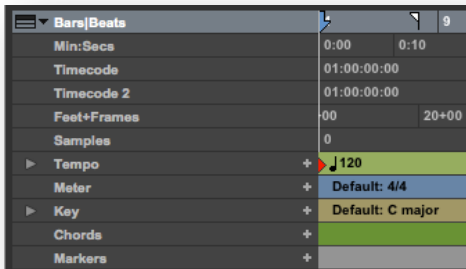 Bars|Beats 9
Min:Secs 0:00 0:10
Timecode 01:00:00:00
Timecode 2 01:00:00:00
Feet+Frames +00 20+00
Samples 0
Tempo + 120
Meter + Default: 4/4
Key + Default: C major
Chords +
Markers +